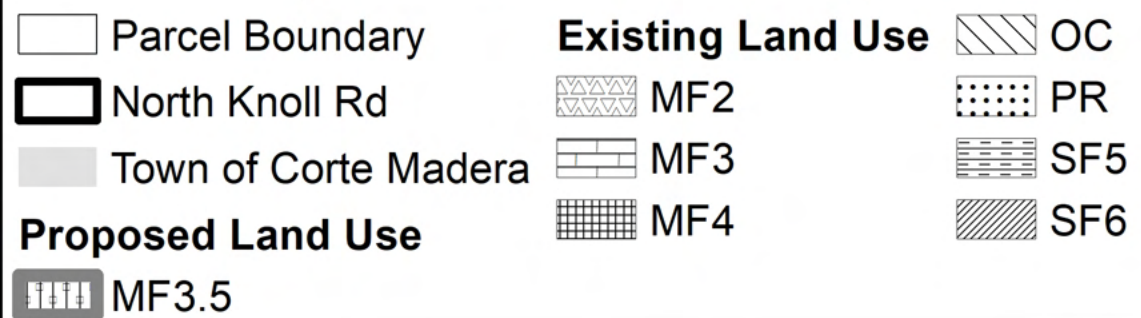 Parcel Boundary
North Knoll Rd
Town of Corte Madera
Proposed Land Use
MF3.5
Existing Land Use
MF2
MF3
MF4
OC
PR
SF5
SF6